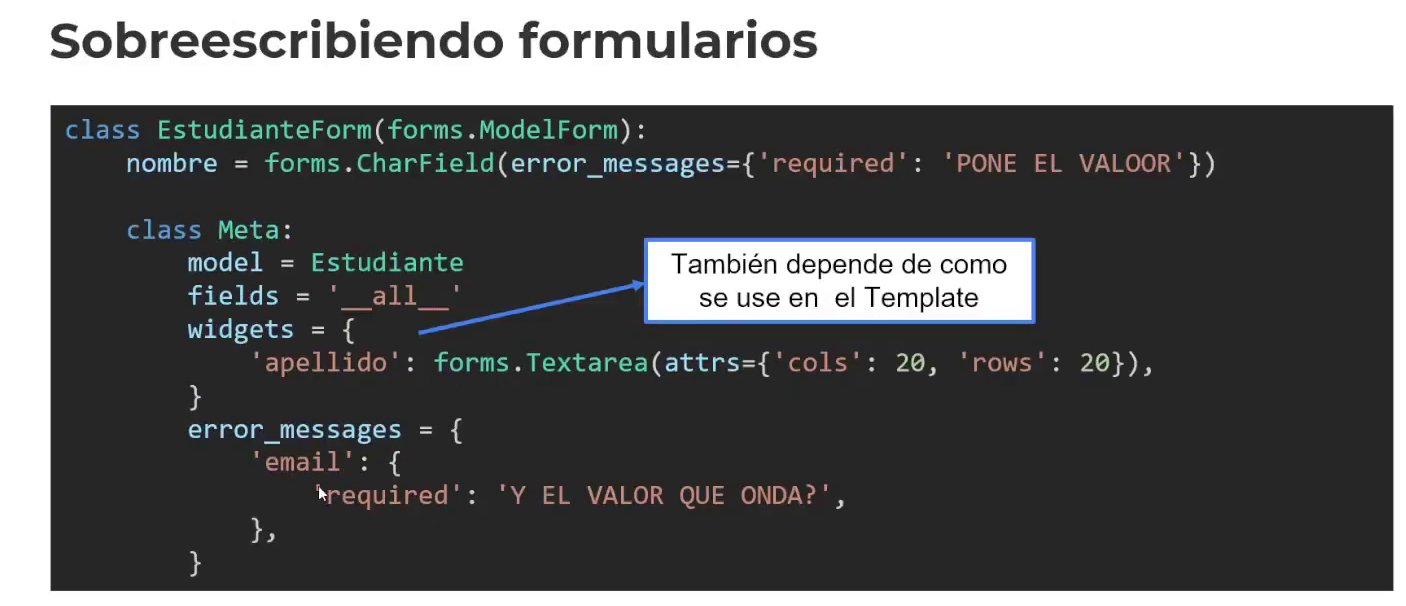 Sobreescribiendo formularios
class EstudianteForm(forms.ModelForm):
    nombre = forms.CharField(error_messages={'required': 'PONE EL VALOOR'})
    class Meta:
        model = Estudiante
        fields = '__all__'
        widgets = {
            'apellido': forms.Textarea(attrs={'cols': 20, 'rows': 20}),
        }
        error_messages = {
            'email': {
                'required': 'Y EL VALOR QUE ONDA?',
            },
        }
También depende de como
se use en  el Template